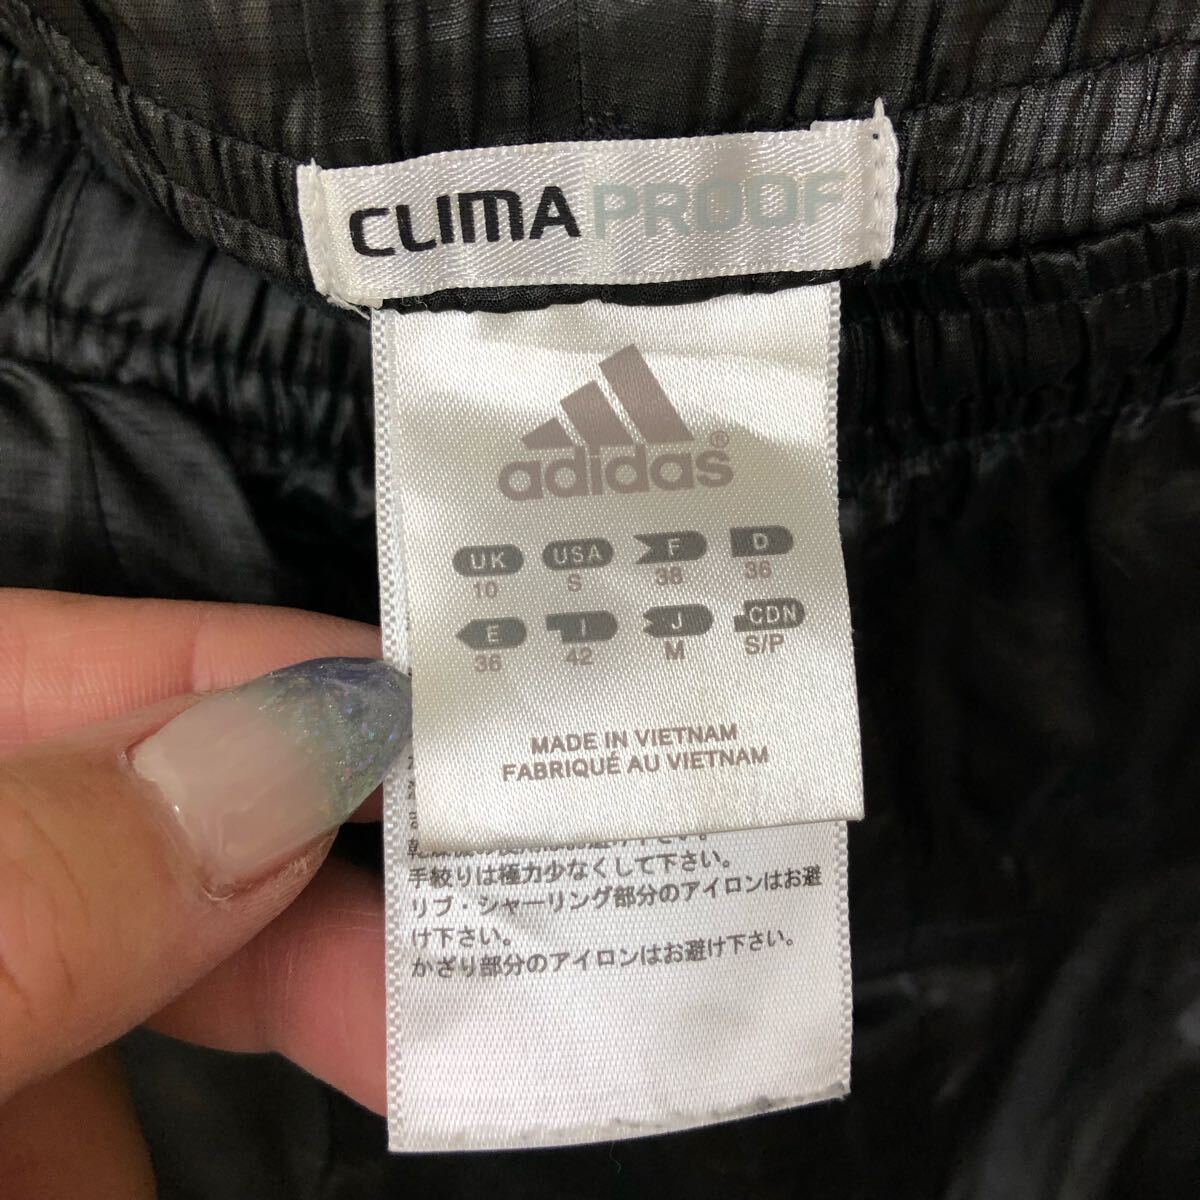 CLIMA PROOF
adidas®
UK USA F D
10 S 38 36
E I J CDN
36 42 M S/P
MADE IN VIETNAM
FABRIQUÉ AU VIETNAM
手絞りは極力少なくして下さい。
リブ・シャーリング部分のアイロンはお避
け下さい。
かざり部分のアイロンはお避け下さい。